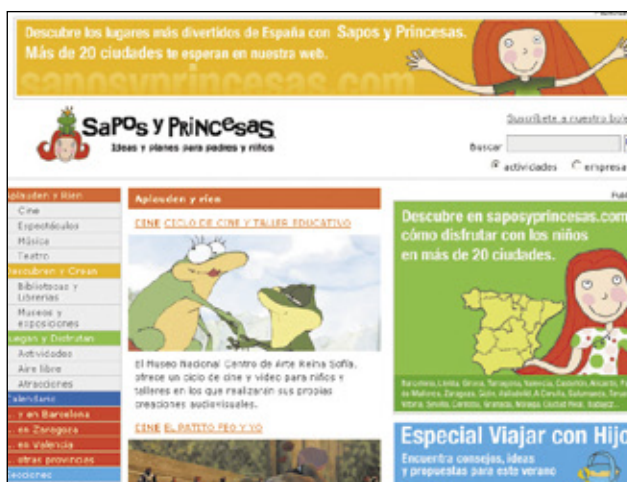 Descubre los lugares más divertidos de España con Sapos y Princesas.
Más de 20 ciudades te esperan en nuestra web.
saposyprincesas.com
SaPOS Y PRiNCeSaS
Ideas y planes para padres y niños
Suscríbete a nuestro
Buscar
actividades
Aplauden y Rien
Cine
Espectáculos
Música
Teatro
Descubren y Crean
Bibliotecas y
Librerías
Museos y
exposiciones
Juegan y Disfrutan
Actividades
Aire libre
Atracciones
Calendario
... y en Barcelona
... en Zaragoza
... en Valencia
... otras provincias
Secciones
Aplauden y rien
CINE CICLO DE CINE Y TALLER EDUCATIVO
El Museo Nacional Centro de Arte Reina Sofía,
ofrece un ciclo de cine y vídeo para niños y
talleres en los que realizarán sus propias
creaciones audiovisuales.
CINE EL PATITO FEO Y YO
Descubre en saposyprincesas.com
cómo disfrutar con los niños
en más de 20 ciudades.
Especial Viajar con
Encuentra consejos, ideas
y propuestas para este verano